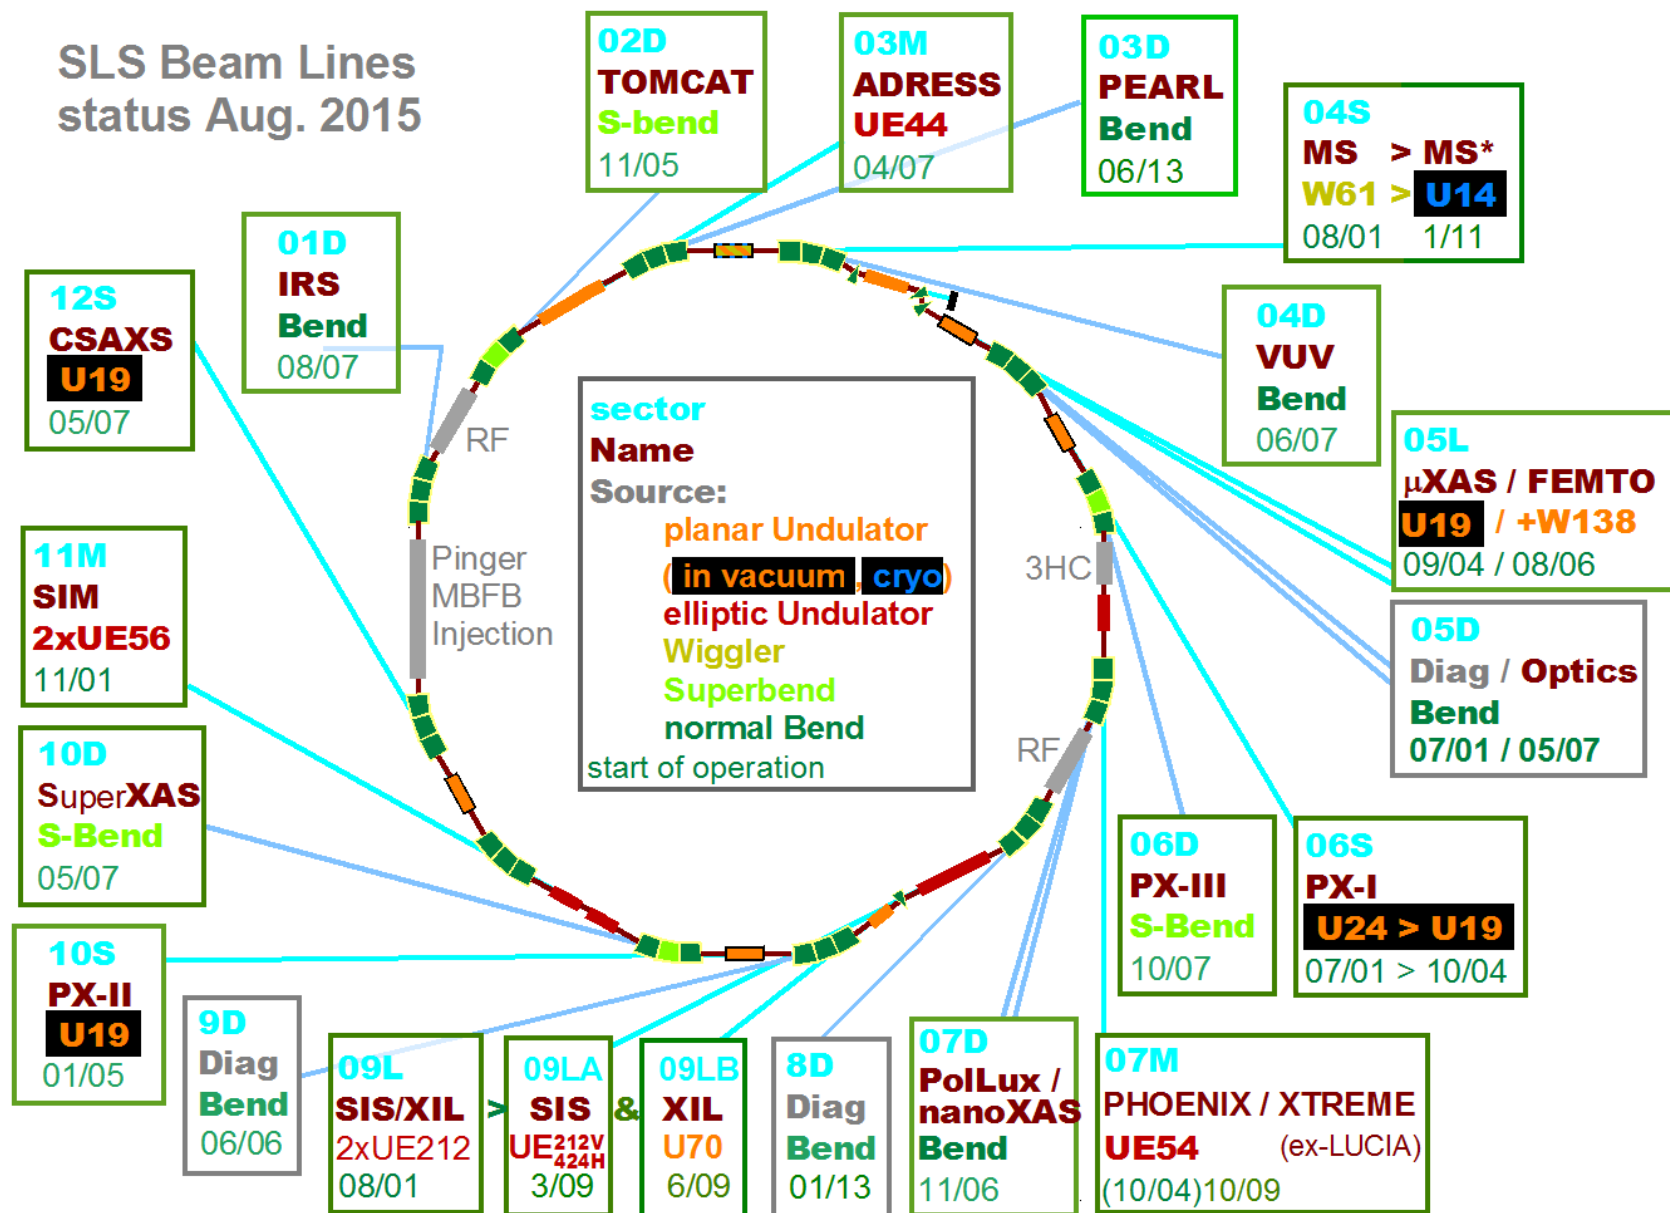 SLS Beam Lines
status Aug. 2015
02D
TOMCAT
S-bend
11/05
03M
ADRESS
UE44
04/07
03D
PEARL
Bend
06/13
04S
MS > MS*
W61 > U14
08/01 1/11
01D
IRS
Bend
08/07
12S
CSAXS
U19
05/07
04D
VUV
Bend
06/07
05L
µXAS / FEMTO
U19 / +W138
09/04 / 08/06
05D
Diag / Optics
Bend
07/01 / 05/07
sector
Name
Source:
planar Undulator
( in vacuum , cryo)
elliptic Undulator
Wiggler
Superbend
normal Bend
start of operation
RF
Pinger
MBFB
Injection
3HC
RF
11M
SIM
2xUE56
11/01
10D
SuperXAS
S-Bend
05/07
10S
PX-II
U19
01/05
9D
Diag
Bend
06/06
09L
SIS/XIL >
2xUE212
08/01
09LA
SIS &
UE212V
424H
3/09
09LB
XIL
U70
6/09
8D
Diag
Bend
01/13
07D
PolLux /
nanoXAS
Bend
11/06
07M
PHOENIX / XTREME
UE54 (ex-LUCIA)
(10/04)10/09
06D
PX-III
S-Bend
10/07
06S
PX-I
U24 > U19
07/01 > 10/04